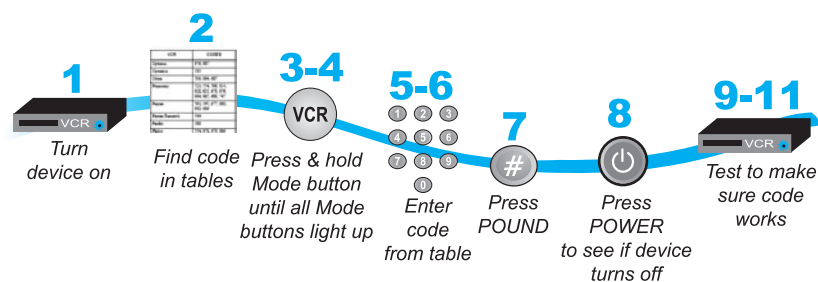 1
VCR
Turn
device on
2
VCR CODES
Find code
in tables
3-4
VCR
Press & hold
Mode button
until all Mode
buttons light up
5-6
1 2 3
4 5 6
7 8 9
0
Enter
code
from table
7
#
Press
POUND
8
Press
POWER
to see if device
turns off
9-11
VCR
Test to make
sure code
works